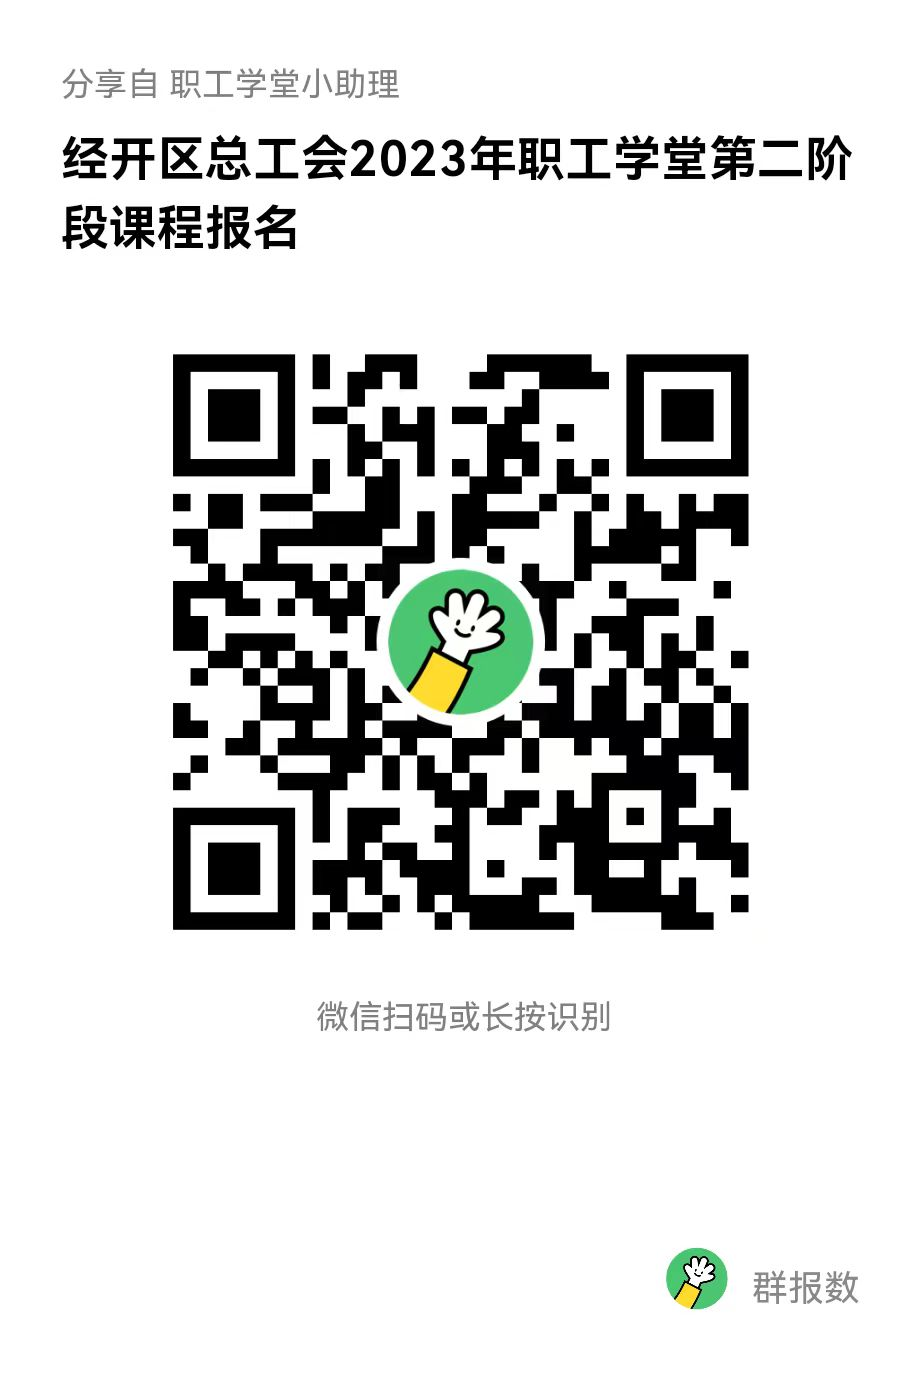 分享自 职工学堂小助理
经开区总工会2023年职工学堂第二阶
段课程报名
微信扫码或长按识别
群报数